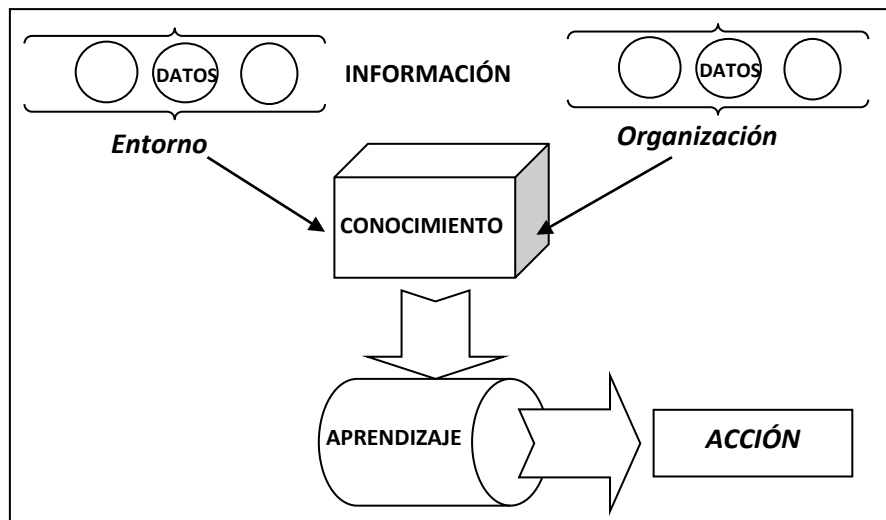 DATOS
INFORMACIÓN
DATOS
Entorno
Organización
CONOCIMIENTO
APRENDIZAJE
ACCIÓN